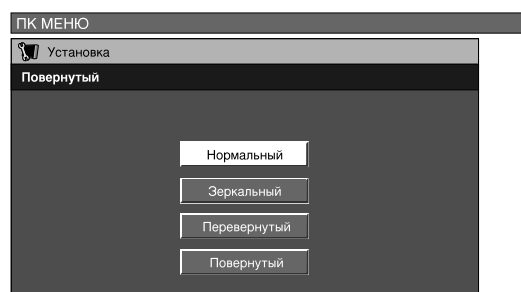 ПК МЕНЮ
Установка
Повернутый
Нормальный
Зеркальный
Перевернутый
Повернутый